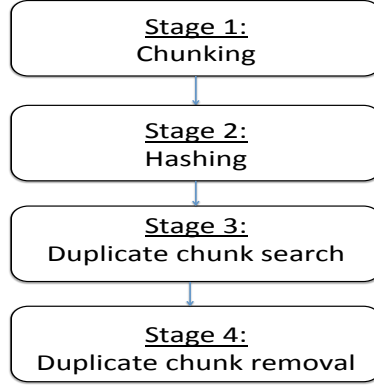 Stage 1:
Chunking
Stage 2:
Hashing
Stage 3:
Duplicate chunk search
Stage 4:
Duplicate chunk removal